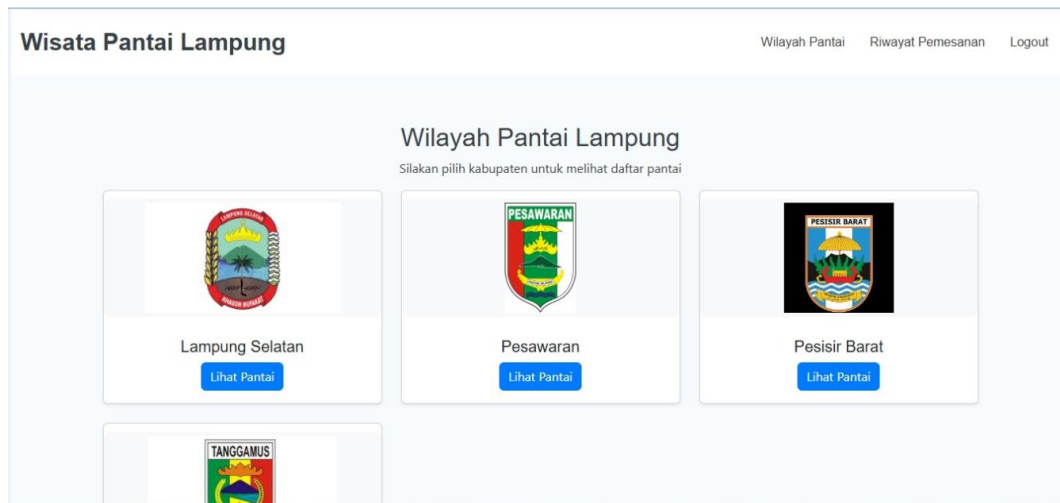 Wisata Pantai Lampung
Wilayah Pantai Riwayat Pemesanan Logout
Wilayah Pantai Lampung
Silakan pilih kabupaten untuk melihat daftar pantai
LAMPUNG SELATAN
PESAWARAN
PESISIR BARAT
Lampung Selatan
Pesawaran
Pesisir Barat
Lihat Pantai
Lihat Pantai
Lihat Pantai
TANGGAMUS